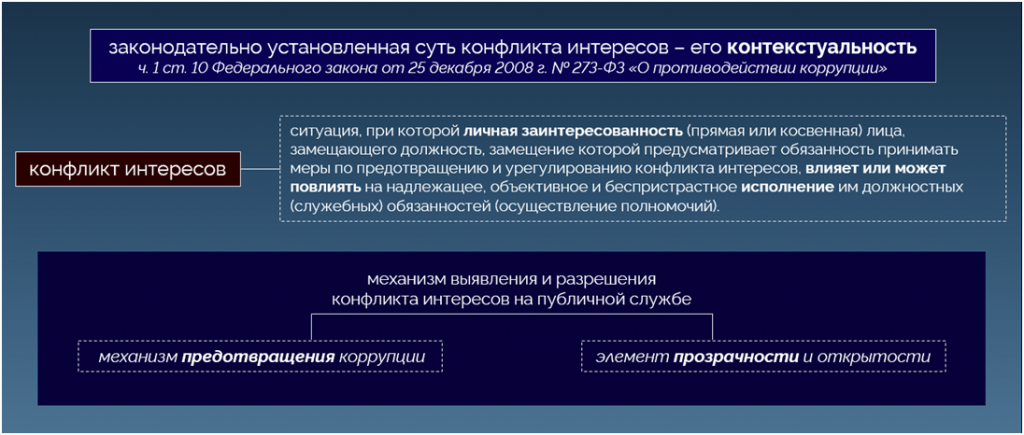 законодательно установленная суть конфликта интересов – его контекстуальность
ч. 1 ст. 10 Федерального закона от 25 декабря 2008 г. № 273-ФЗ «О противодействии коррупции»
конфликт интересов
ситуация, при которой личная заинтересованность (прямая или косвенная) лица,
замещающего должность, замещение которой предусматривает обязанность принимать
меры по предотвращению и урегулированию конфликта интересов, влияет или может
повлиять на надлежащее, объективное и беспристрастное исполнение им должностных
(служебных) обязанностей (осуществление полномочий).
механизм выявления и разрешения
конфликта интересов на публичной службе
механизм предотвращения коррупции
элемент прозрачности и открытости